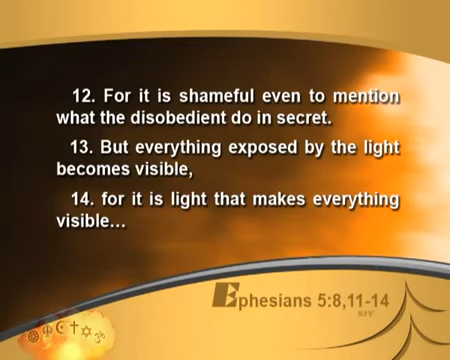 12. For it is shameful even to mention
what the disobedient do in secret.
13. But everything exposed by the light
becomes visible,
14. for it is light that makes everything
visible...
Ephesians 5:8,11-14
NIV